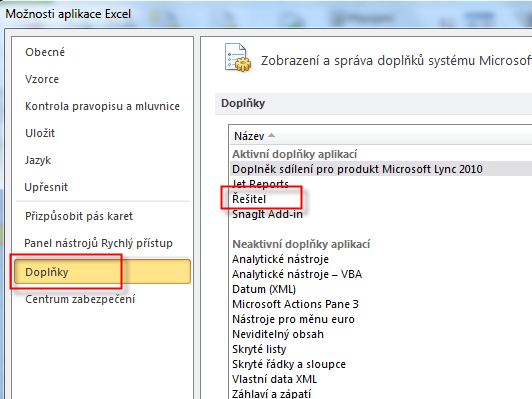 Možnosti aplikace Excel
Obecné
Vzorce
Kontrola pravopisu a mluvnice
Uložit
Jazyk
Upřesnit
Přizpůsobit pás karet
Panel nástrojů Rychlý přístup
Doplňky
Centrum zabezpečení
Zobrazení a správa doplňků systému Microsof
Doplňky
Název
Aktivní doplňky aplikací
Doplněk sdílení pro produkt Microsoft Lync 2010
Jet Reports
Řešitel
SnagIt Add-in
Neaktivní doplňky aplikací
Analytické nástroje
Analytické nástroje – VBA
Datum (XML)
Microsoft Actions Pane 3
Nástroje pro měnu euro
Neviditelný obsah
Skryté listy
Skryté řádky a sloupce
Vlastní data XML
Záhlaví a zápatí